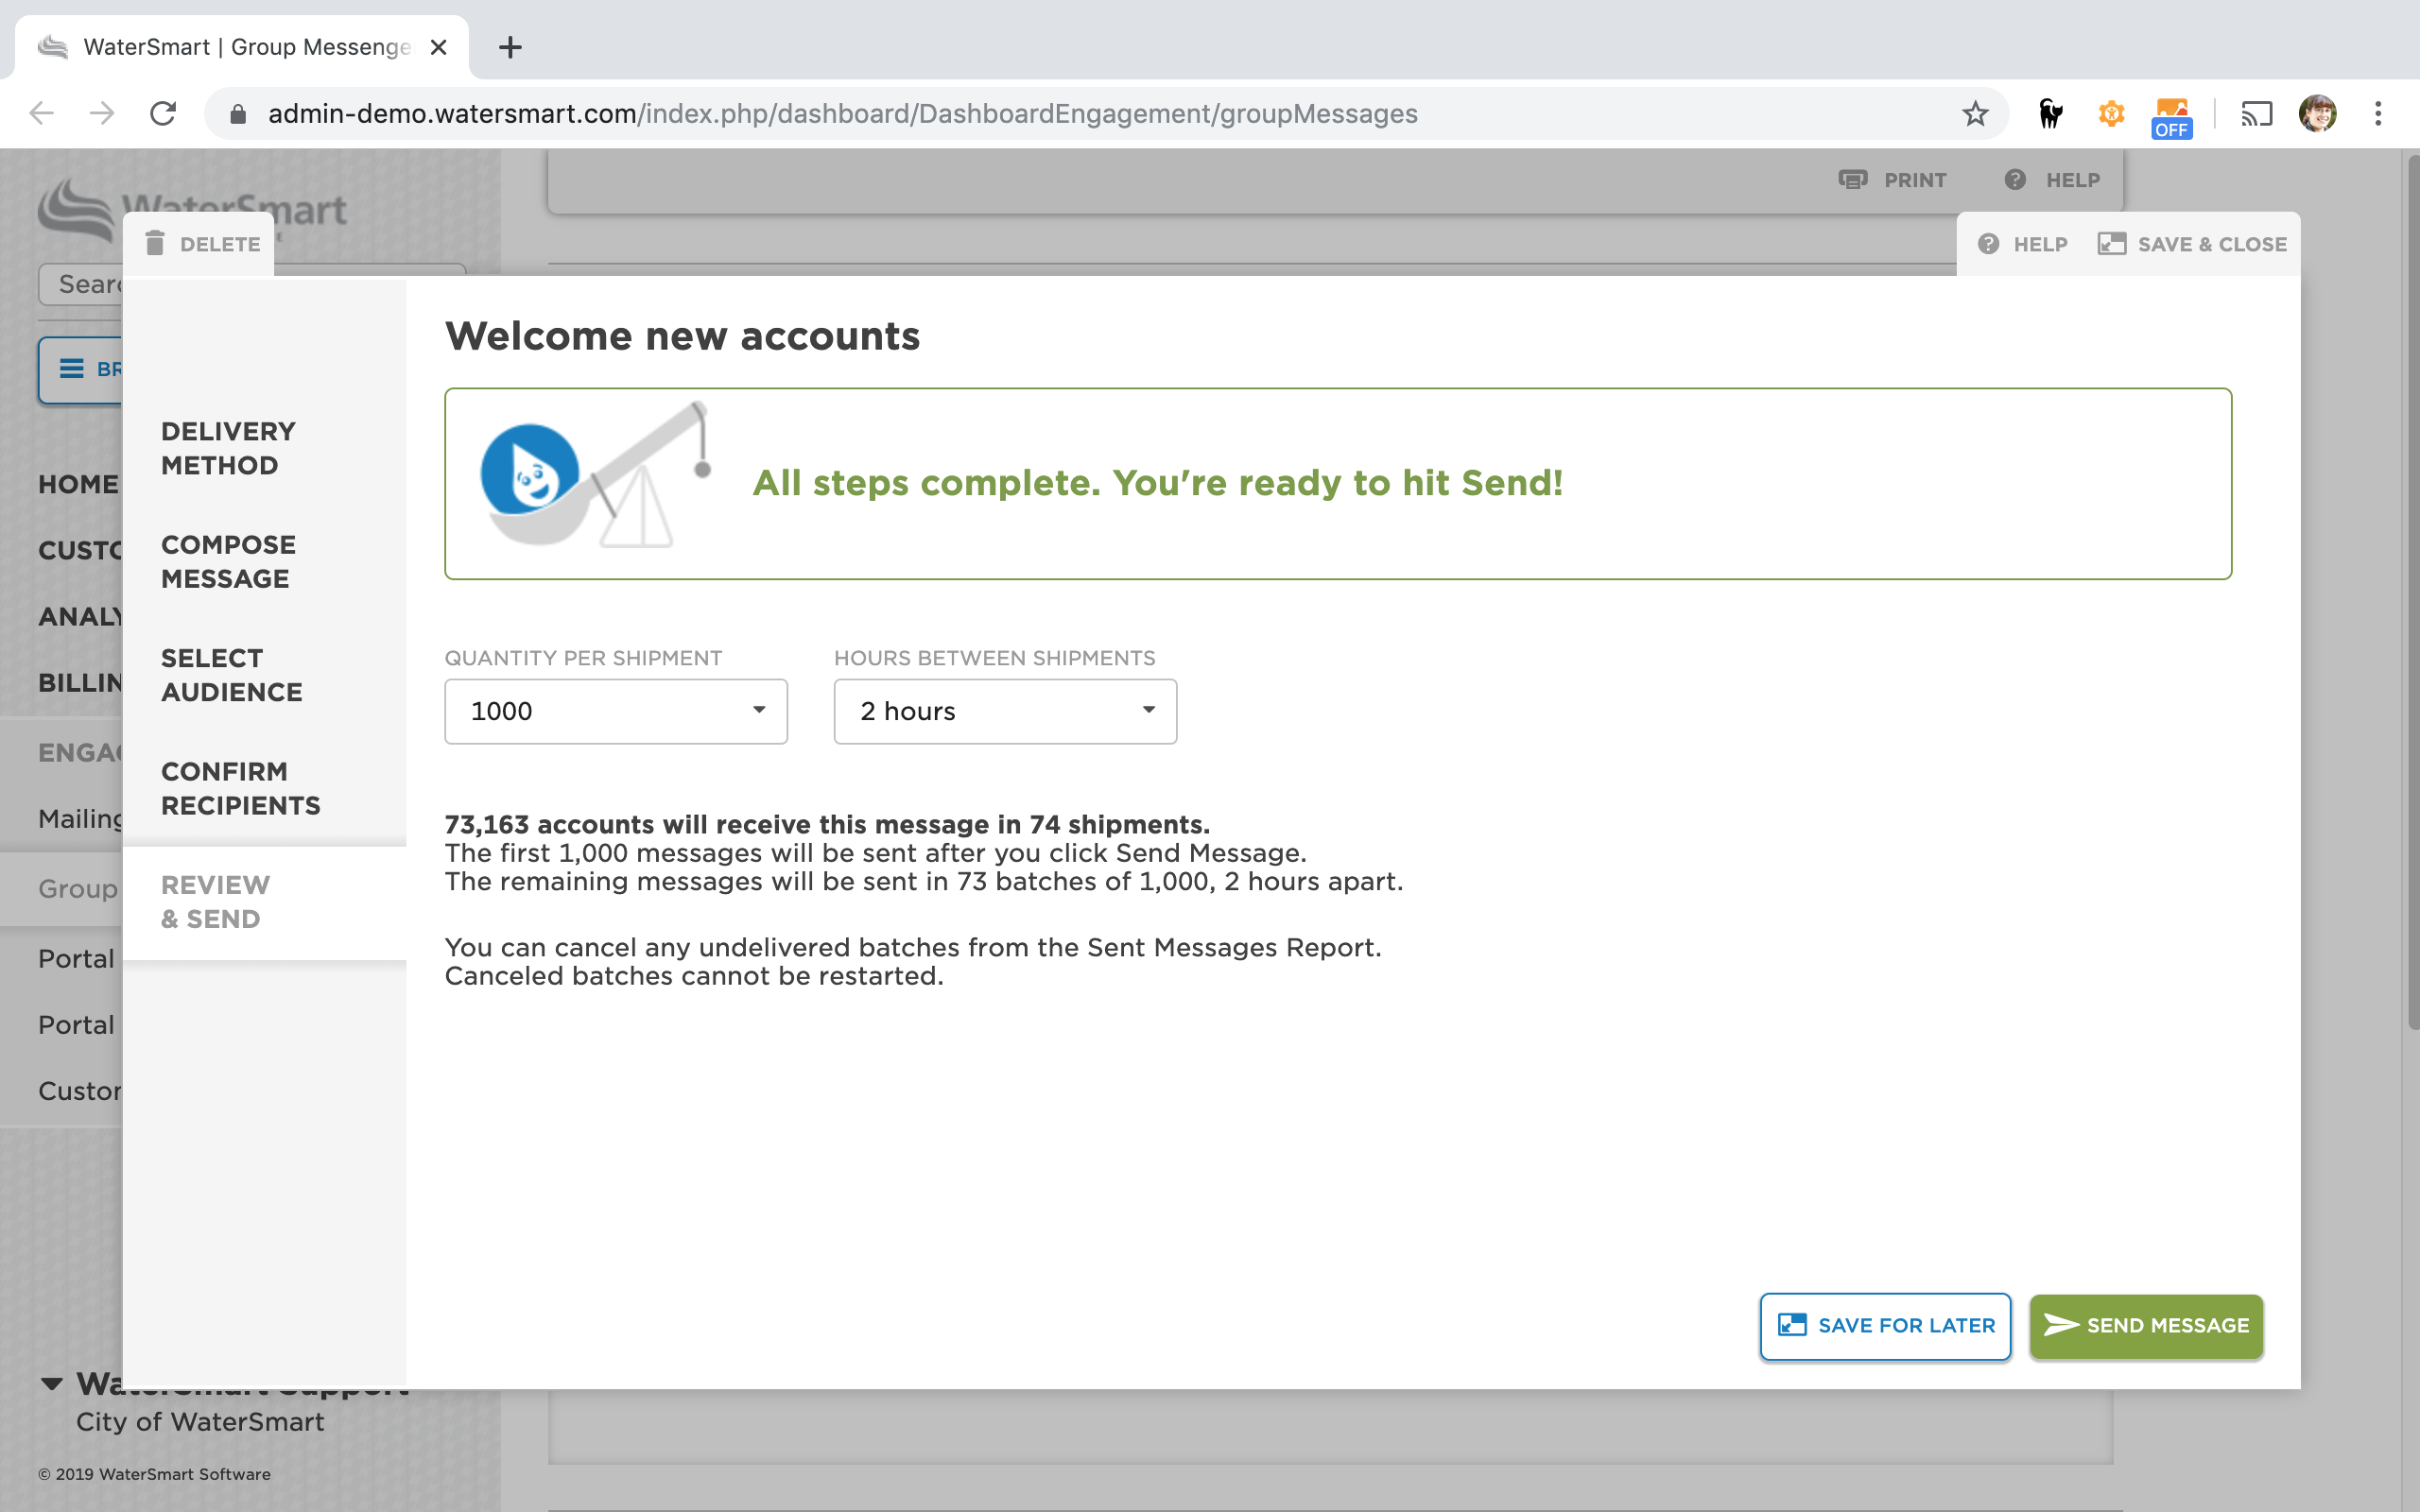 WaterSmart | Group Messenge
admin-demo.watersmart.com/index.php/dashboard/DashboardEngagement/groupMessages
OFF
PRINT
HELP
WaterSmart
DELETE
HELP
SAVE & CLOSE
Searc
BR
HOME
CUSTO
ANALY
BILLIN
ENGAG
Mailing
Group
Portal
Portal
Custor
DELIVERY
METHOD
COMPOSE
MESSAGE
SELECT
AUDIENCE
CONFIRM
RECIPIENTS
REVIEW
& SEND
Welcome new accounts
All steps complete. You're ready to hit Send!
QUANTITY PER SHIPMENT
HOURS BETWEEN SHIPMENTS
1000
2 hours
73,163 accounts will receive this message in 74 shipments.
The first 1,000 messages will be sent after you click Send Message.
The remaining messages will be sent in 73 batches of 1,000, 2 hours apart.
You can cancel any undelivered batches from the Sent Messages Report.
Canceled batches cannot be restarted.
SAVE FOR LATER
SEND MESSAGE
WaterSmart Support
City of WaterSmart
© 2019 WaterSmart Software